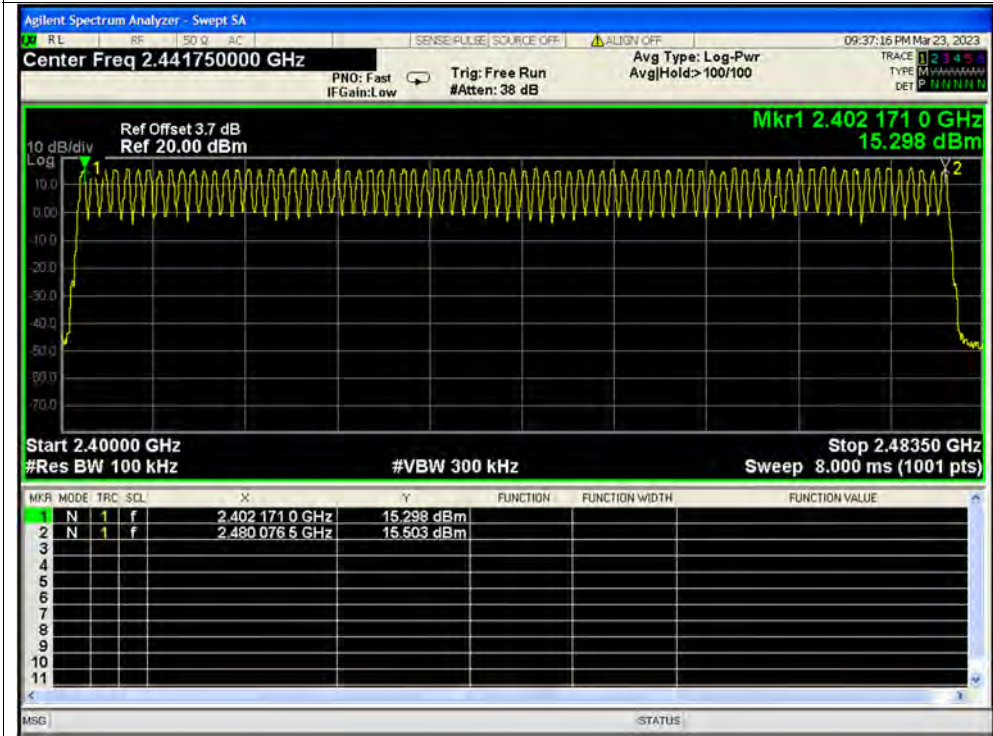 Agilent Spectrum Analyzer - Swept SA
RL RF 50 Ω AC SENSE:PULSE SOURCE OFF ALIGN OFF 09:37:16 PM Mar 23, 2023
Center Freq 2.441750000 GHz
PNO: Fast
IFGain:Low
Trig: Free Run
#Atten: 38 dB
Avg Type: Log-Pwr
Avg|Hold:>100/100
TRACE 1 2 3 4 5 6
TYPE M
DET P N N N N N
Mkr1 2.402 171 0 GHz
15.298 dBm
Ref Offset 3.7 dB
10 dB/div Ref 20.00 dBm
Log
1
2
10.0
0.00
-10.0
-20.0
-30.0
-40.0
-50.0
-60.0
-70.0
Start 2.40000 GHz Stop 2.48350 GHz
#Res BW 100 kHz #VBW 300 kHz Sweep 8.000 ms (1001 pts)
MKR MODE TRC SCL X Y FUNCTION FUNCTION WIDTH FUNCTION VALUE
1 N 1 f 2.402 171 0 GHz 15.298 dBm
2 N 1 f 2.480 076 5 GHz 15.503 dBm
3
4
5
6
7
8
9
10
11
MSG STATUS